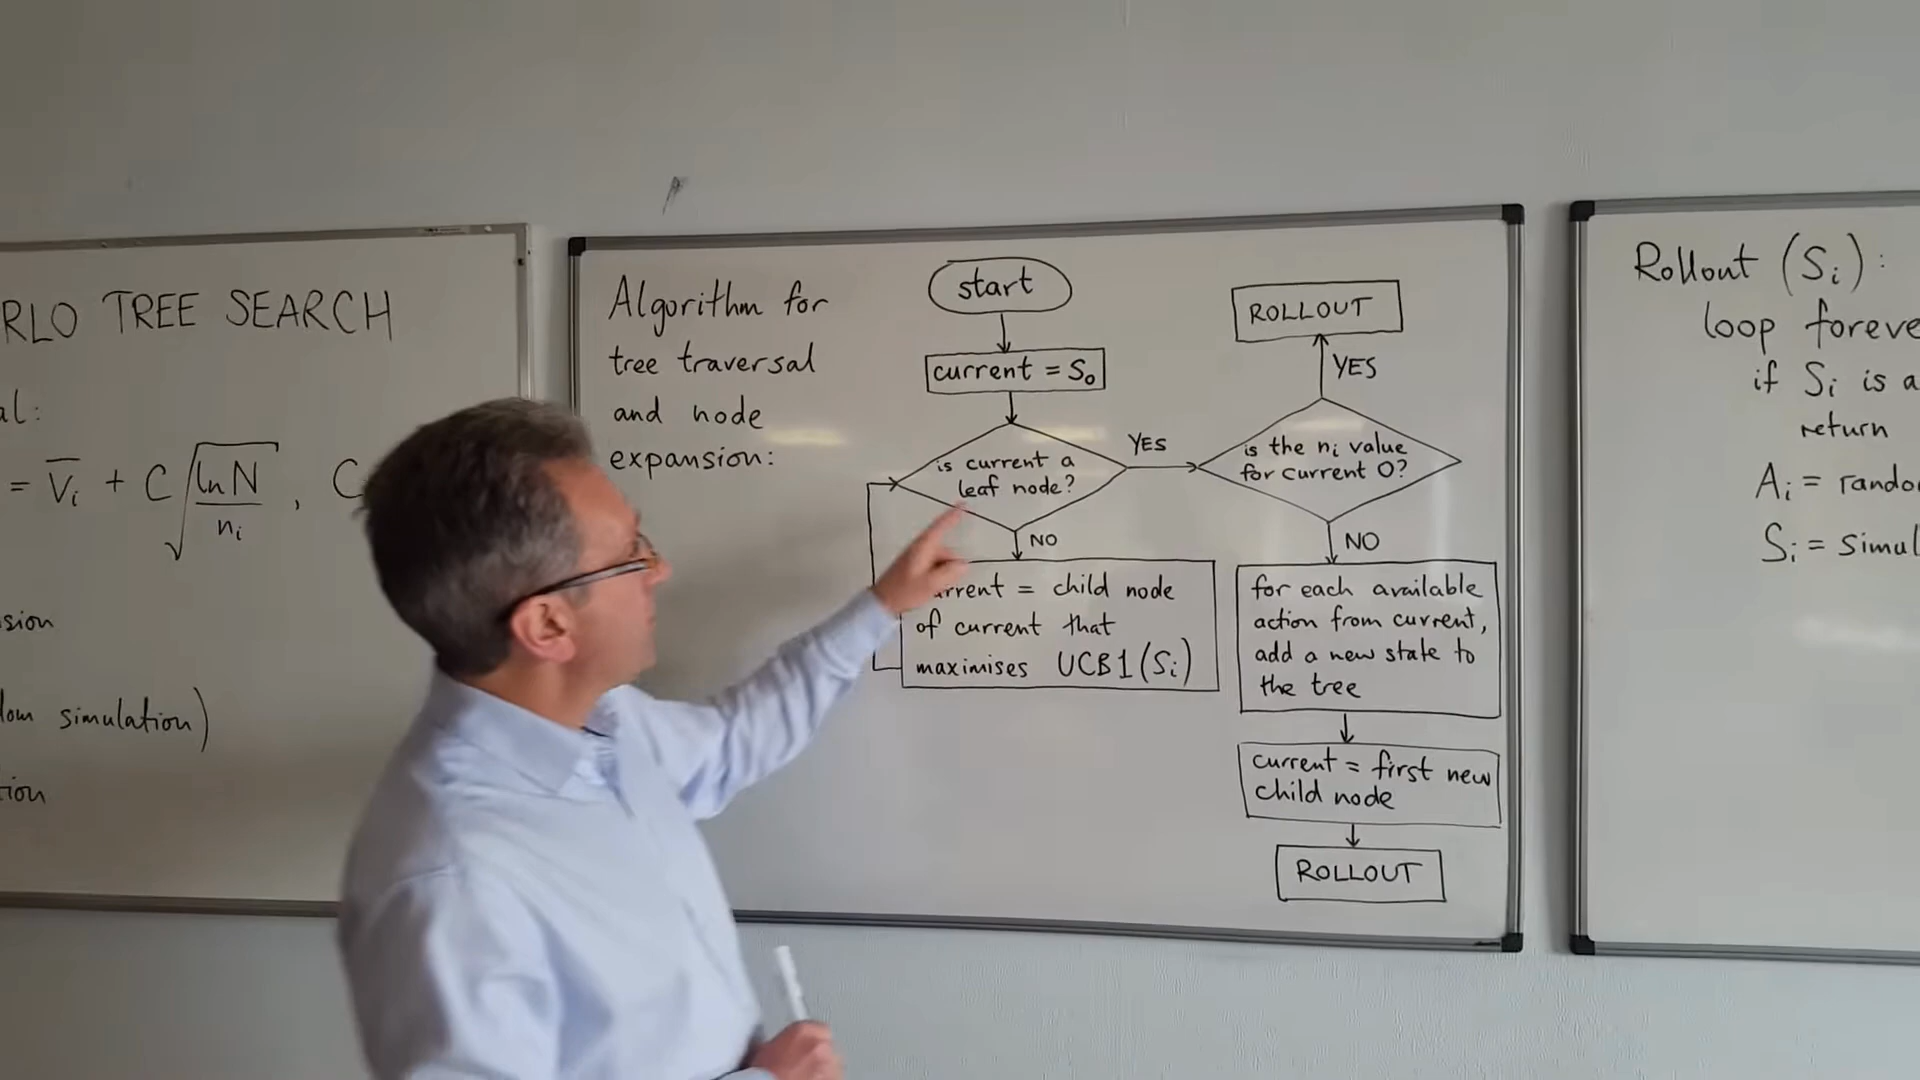 RLO TREE SEARCH
al:
= V̅i + C √(ln N / ni) , C
sion
dom simulation)
tion
Algorithm for
tree traversal
and node
expansion:
start
current = S₀
is current a
leaf node?
YES
NO
current = child node
of current that
maximises UCB1(Si)
is the ni value
for current 0?
YES
ROLLOUT
NO
for each available
action from current,
add a new state to
the tree
current = first new
child node
ROLLOUT
Rollout (Si):
loop foreve
if Si is a
return
Ai = rando
Si = simul